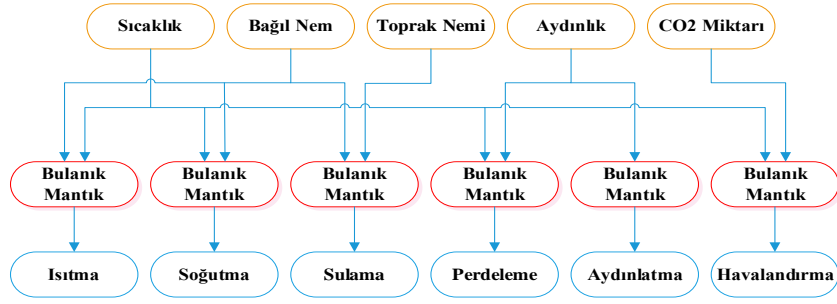 Sıcaklık
Bağıl Nem
Toprak Nemi
Aydınlık
CO2 Miktarı
Bulanık
Mantık
Bulanık
Mantık
Bulanık
Mantık
Bulanık
Mantık
Bulanık
Mantık
Bulanık
Mantık
Isıtma
Soğutma
Sulama
Perdeleme
Aydınlatma
Havalandırma